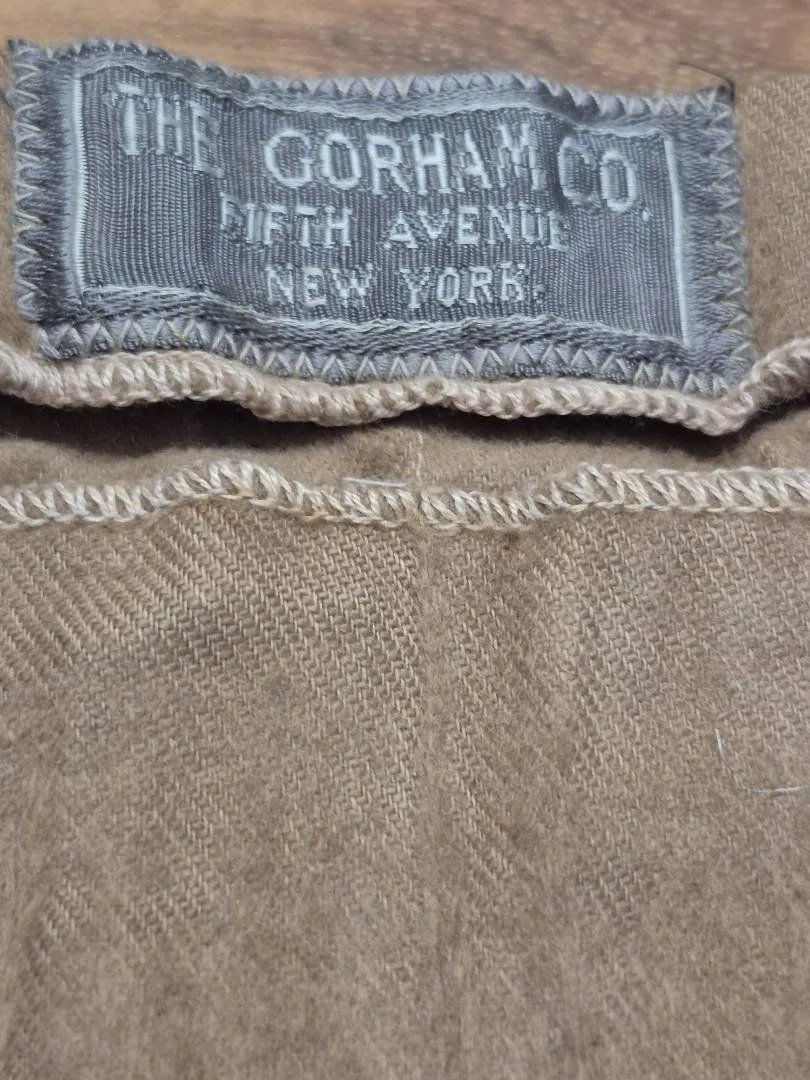 THE GORHAM CO.
FIFTH AVENUE
NEW YORK.